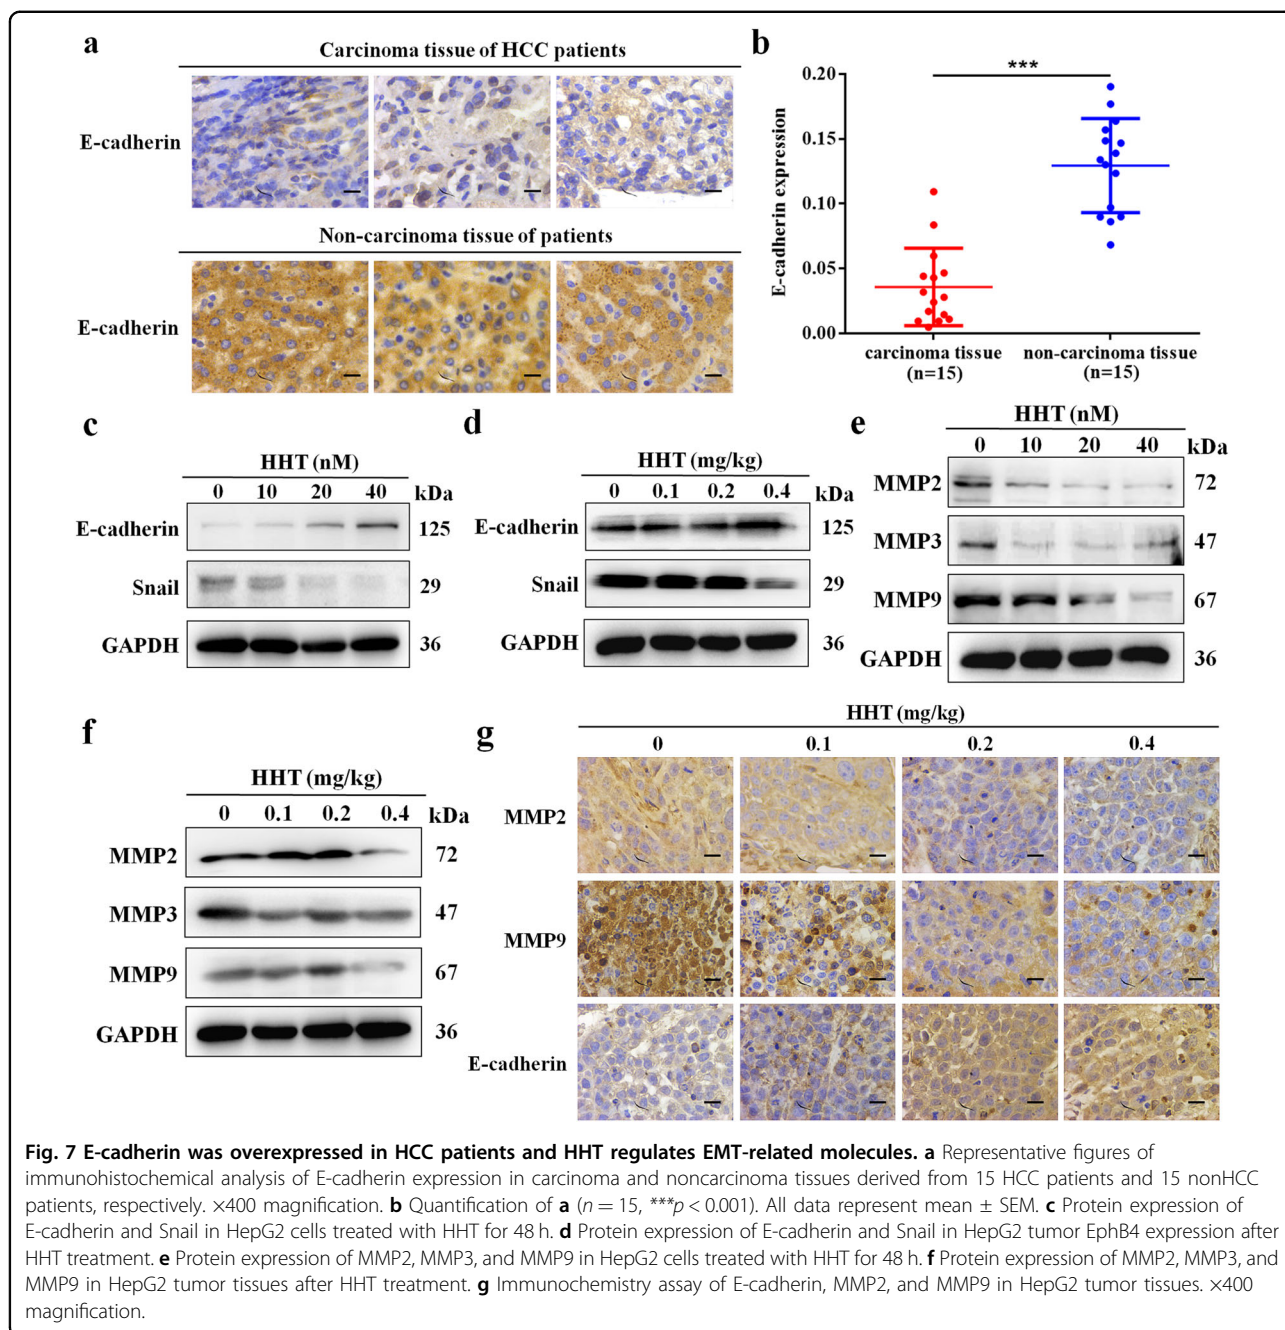 a
Carcinoma tissue of HCC patients
E-cadherin
Non-carcinoma tissue of patients
E-cadherin
b
***
0.20
0.15
0.10
0.05
0.00
E-cadherin expression
carcinoma tissue
(n=15)
non-carcinoma tissue
(n=15)
c
HHT (nM)
0 10 20 40 kDa
E-cadherin 125
Snail 29
GAPDH 36
d
HHT (mg/kg)
0 0.1 0.2 0.4 kDa
E-cadherin 125
Snail 29
GAPDH 36
e
HHT (nM)
0 10 20 40 kDa
MMP2 72
MMP3 47
MMP9 67
GAPDH 36
f
HHT (mg/kg)
0 0.1 0.2 0.4 kDa
MMP2 72
MMP3 47
MMP9 67
GAPDH 36
g
HHT (mg/kg)
0 0.1 0.2 0.4
MMP2
MMP9
E-cadherin
Fig. 7 E-cadherin was overexpressed in HCC patients and HHT regulates EMT-related molecules. a Representative figures of
immunohistochemical analysis of E-cadherin expression in carcinoma and noncarcinoma tissues derived from 15 HCC patients and 15 nonHCC
patients, respectively. ×400 magnification. b Quantification of a (n = 15, ***p < 0.001). All data represent mean ± SEM. c Protein expression of
E-cadherin and Snail in HepG2 cells treated with HHT for 48 h. d Protein expression of E-cadherin and Snail in HepG2 tumor EphB4 expression after
HHT treatment. e Protein expression of MMP2, MMP3, and MMP9 in HepG2 cells treated with HHT for 48 h. f Protein expression of MMP2, MMP3, and
MMP9 in HepG2 tumor tissues after HHT treatment. g Immunochemistry assay of E-cadherin, MMP2, and MMP9 in HepG2 tumor tissues. ×400
magnification.